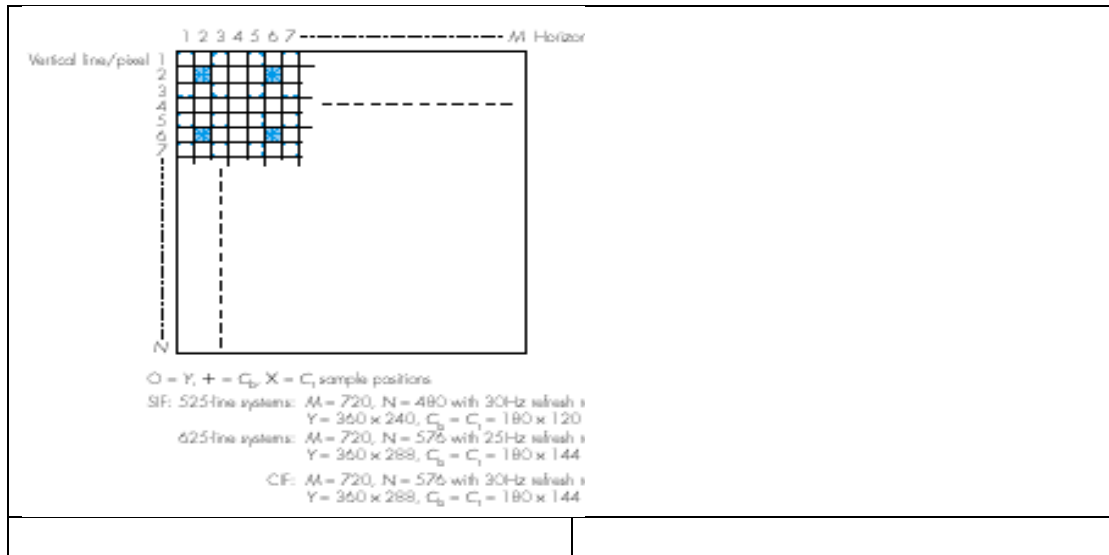 1 2 3 4 5 6 7 M Horizon
Vertical line/pixel 1
2
3
4
5
6
7
N
O = Y, + = Cb, X = Cr sample positions
SIF: 525-line systems: M = 720, N = 480 with 30Hz refresh
Y = 360 x 240, Cb = Cr = 180 x 120
625-line systems: M = 720, N = 576 with 25Hz refresh
Y = 360 x 288, Cb = Cr = 180 x 144
CIF: M = 720, N = 576 with 30Hz refresh
Y = 360 x 288, Cb = Cr = 180 x 144